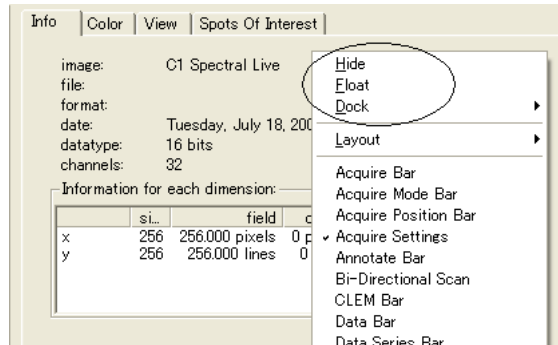 Info Color View Spots Of Interest
image: C1 Spectral Live
file:
format:
date: Tuesday, July 18, 200
datatype: 16 bits
channels: 32
Information for each dimension:
si... field
x 256 256.000 pixels 0 p
y 256 256.000 lines 0
Hide
Float
Dock
Layout
Acquire Bar
Acquire Mode Bar
Acquire Position Bar
Acquire Settings
Annotate Bar
Bi-Directional Scan
CLEM Bar
Data Bar
Data Series Bar